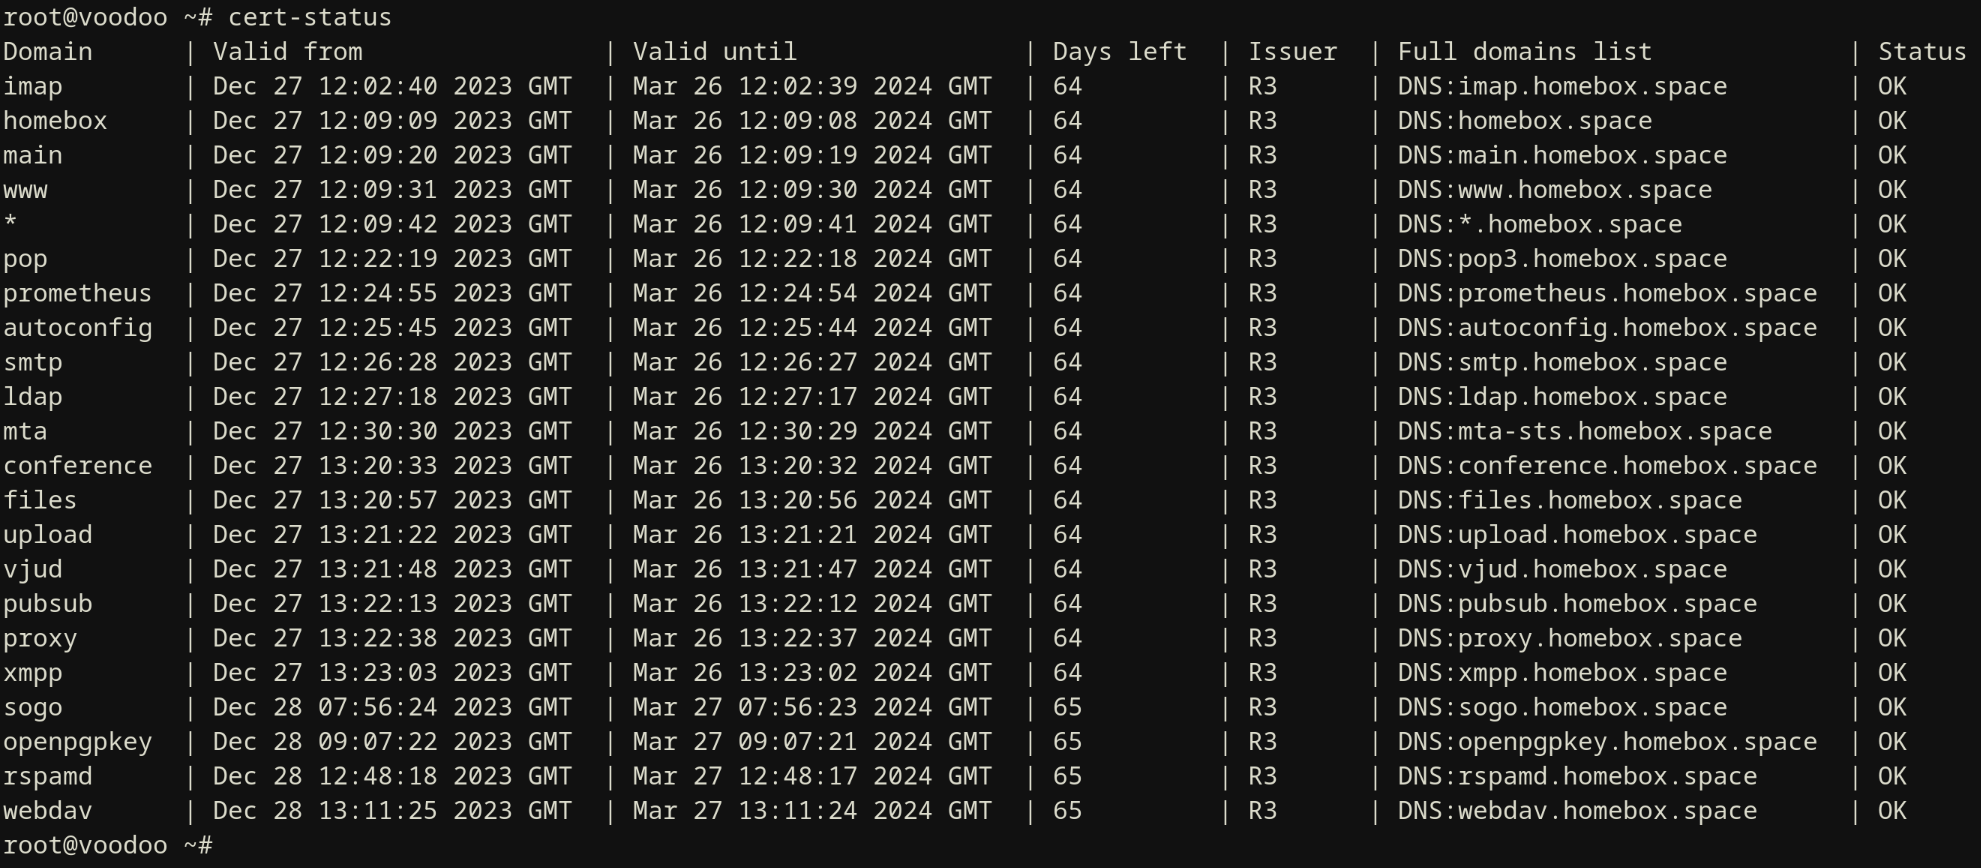 root@voodoo ~# cert-status
Domain      | Valid from                | Valid until               | Days left  | Issuer  | Full domains list             | Status
imap        | Dec 27 12:02:40 2023 GMT  | Mar 26 12:02:39 2024 GMT  | 64         | R3      | DNS:imap.homebox.space        | OK
homebox     | Dec 27 12:09:09 2023 GMT  | Mar 26 12:09:08 2024 GMT  | 64         | R3      | DNS:homebox.space             | OK
main        | Dec 27 12:09:20 2023 GMT  | Mar 26 12:09:19 2024 GMT  | 64         | R3      | DNS:main.homebox.space        | OK
www         | Dec 27 12:09:31 2023 GMT  | Mar 26 12:09:30 2024 GMT  | 64         | R3      | DNS:www.homebox.space         | OK
*           | Dec 27 12:09:42 2023 GMT  | Mar 26 12:09:41 2024 GMT  | 64         | R3      | DNS:*.homebox.space           | OK
pop         | Dec 27 12:22:19 2023 GMT  | Mar 26 12:22:18 2024 GMT  | 64         | R3      | DNS:pop3.homebox.space        | OK
prometheus  | Dec 27 12:24:55 2023 GMT  | Mar 26 12:24:54 2024 GMT  | 64         | R3      | DNS:prometheus.homebox.space  | OK
autoconfig  | Dec 27 12:25:45 2023 GMT  | Mar 26 12:25:44 2024 GMT  | 64         | R3      | DNS:autoconfig.homebox.space  | OK
smtp        | Dec 27 12:26:28 2023 GMT  | Mar 26 12:26:27 2024 GMT  | 64         | R3      | DNS:smtp.homebox.space        | OK
ldap        | Dec 27 12:27:18 2023 GMT  | Mar 26 12:27:17 2024 GMT  | 64         | R3      | DNS:ldap.homebox.space        | OK
mta         | Dec 27 12:30:30 2023 GMT  | Mar 26 12:30:29 2024 GMT  | 64         | R3      | DNS:mta-sts.homebox.space     | OK
conference  | Dec 27 13:20:33 2023 GMT  | Mar 26 13:20:32 2024 GMT  | 64         | R3      | DNS:conference.homebox.space  | OK
files       | Dec 27 13:20:57 2023 GMT  | Mar 26 13:20:56 2024 GMT  | 64         | R3      | DNS:files.homebox.space       | OK
upload      | Dec 27 13:21:22 2023 GMT  | Mar 26 13:21:21 2024 GMT  | 64         | R3      | DNS:upload.homebox.space      | OK
vjud        | Dec 27 13:21:48 2023 GMT  | Mar 26 13:21:47 2024 GMT  | 64         | R3      | DNS:vjud.homebox.space        | OK
pubsub      | Dec 27 13:22:13 2023 GMT  | Mar 26 13:22:12 2024 GMT  | 64         | R3      | DNS:pubsub.homebox.space      | OK
proxy       | Dec 27 13:22:38 2023 GMT  | Mar 26 13:22:37 2024 GMT  | 64         | R3      | DNS:proxy.homebox.space       | OK
xmpp        | Dec 27 13:23:03 2023 GMT  | Mar 26 13:23:02 2024 GMT  | 64         | R3      | DNS:xmpp.homebox.space        | OK
sogo        | Dec 28 07:56:24 2023 GMT  | Mar 27 07:56:23 2024 GMT  | 65         | R3      | DNS:sogo.homebox.space        | OK
openpgpkey  | Dec 28 09:07:22 2023 GMT  | Mar 27 09:07:21 2024 GMT  | 65         | R3      | DNS:openpgpkey.homebox.space  | OK
rspamd      | Dec 28 12:48:18 2023 GMT  | Mar 27 12:48:17 2024 GMT  | 65         | R3      | DNS:rspamd.homebox.space      | OK
webdav      | Dec 28 13:11:25 2023 GMT  | Mar 27 13:11:24 2024 GMT  | 65         | R3      | DNS:webdav.homebox.space      | OK
root@voodoo ~#